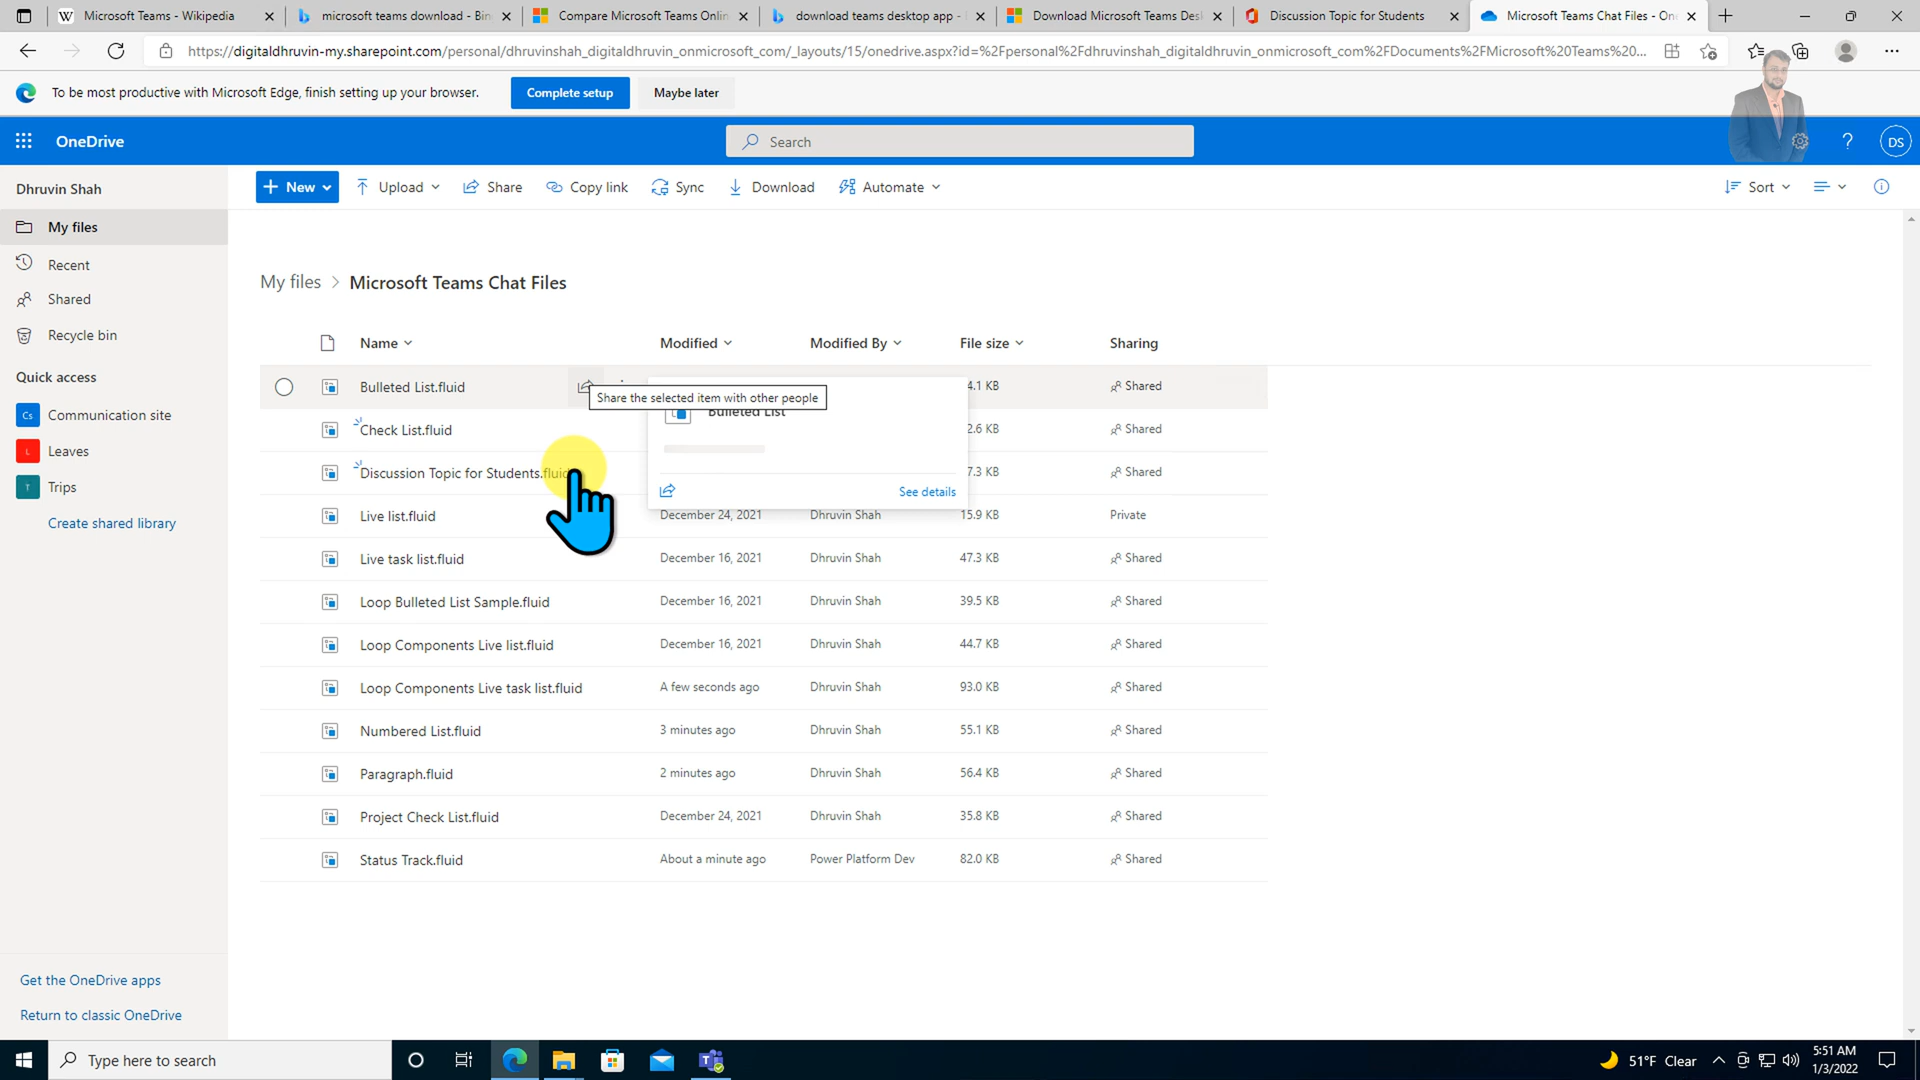 Microsoft Teams - Wikipedia
microsoft teams download - Bin
Compare Microsoft Teams Onlin
download teams desktop app -
Download Microsoft Teams Desk
Discussion Topic for Students
Microsoft Teams Chat Files - On
https://digitaldhruvin-my.sharepoint.com/personal/dhruvinshah_digitaldhruvin_onmicrosoft_com/_layouts/15/onedrive.aspx?id=%2Fpersonal%2Fdhruvinshah_digitaldhruvin_onmicrosoft_com%2FDocuments%2FMicrosoft%20Teams%20...
To be most productive with Microsoft Edge, finish setting up your browser.
Complete setup
Maybe later
OneDrive
Search
?
DS
Dhruvin Shah
+ New
Upload
Share
Copy link
Sync
Download
Automate
Sort
My files
Recent
Shared
Recycle bin
Quick access
Cs Communication site
L Leaves
T Trips
Create shared library
Get the OneDrive apps
Return to classic OneDrive
My files > Microsoft Teams Chat Files
Name Modified Modified By File size Sharing
Bulleted List.fluid 4.1 KB Shared
Share the selected item with other people
Bulleted List
Check List.fluid 2.6 KB Shared
Discussion Topic for Students.fluid 7.3 KB Shared
See details
Live list.fluid December 24, 2021 Dhruvin Shah 15.9 KB Private
Live task list.fluid December 16, 2021 Dhruvin Shah 47.3 KB Shared
Loop Bulleted List Sample.fluid December 16, 2021 Dhruvin Shah 39.5 KB Shared
Loop Components Live list.fluid December 16, 2021 Dhruvin Shah 44.7 KB Shared
Loop Components Live task list.fluid A few seconds ago Dhruvin Shah 93.0 KB Shared
Numbered List.fluid 3 minutes ago Dhruvin Shah 55.1 KB Shared
Paragraph.fluid 2 minutes ago Dhruvin Shah 56.4 KB Shared
Project Check List.fluid December 24, 2021 Dhruvin Shah 35.8 KB Shared
Status Track.fluid About a minute ago Power Platform Dev 82.0 KB Shared
Type here to search
51°F Clear
5:51 AM
1/3/2022